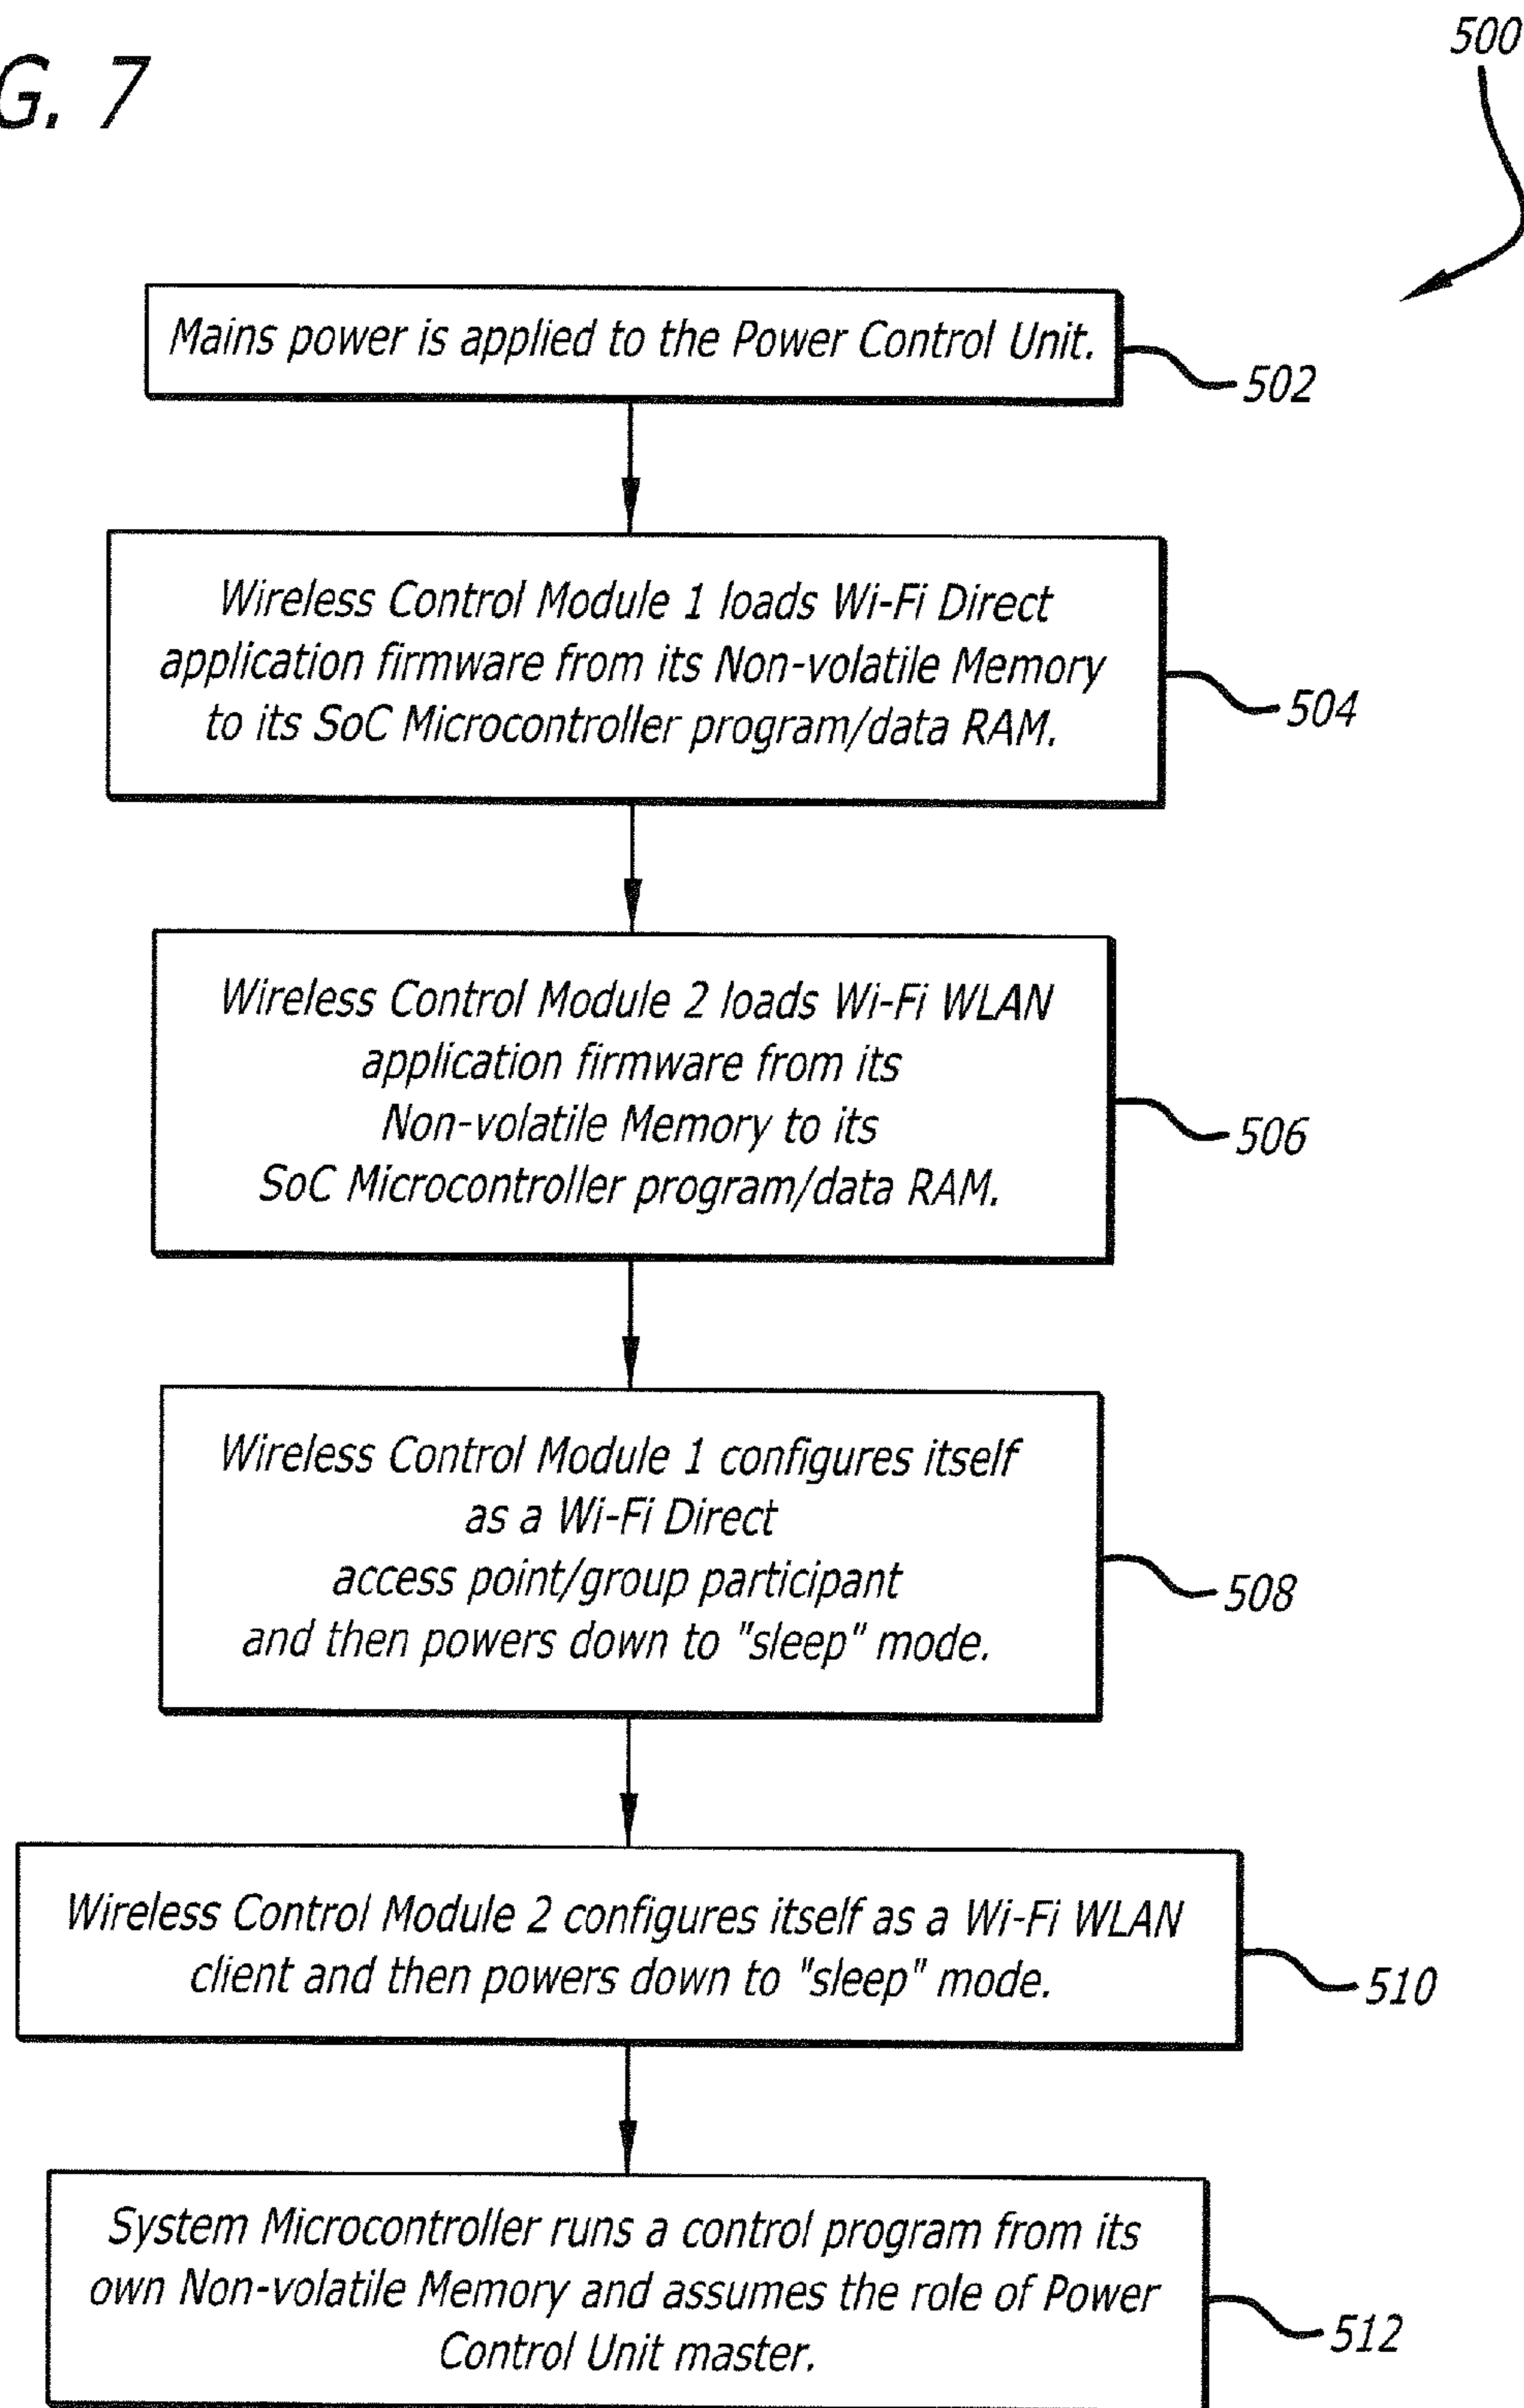 G. 7
500
Mains power is applied to the Power Control Unit.
502
Wireless Control Module 1 loads Wi-Fi Direct
application firmware from its Non-volatile Memory
to its SoC Microcontroller program/data RAM.
504
Wireless Control Module 2 loads Wi-Fi WLAN
application firmware from its
Non-volatile Memory to its
SoC Microcontroller program/data RAM.
506
Wireless Control Module 1 configures itself
as a Wi-Fi Direct
access point/group participant
and then powers down to "sleep" mode.
508
Wireless Control Module 2 configures itself as a Wi-Fi WLAN
client and then powers down to "sleep" mode.
510
System Microcontroller runs a control program from its
own Non-volatile Memory and assumes the role of Power
Control Unit master.
512